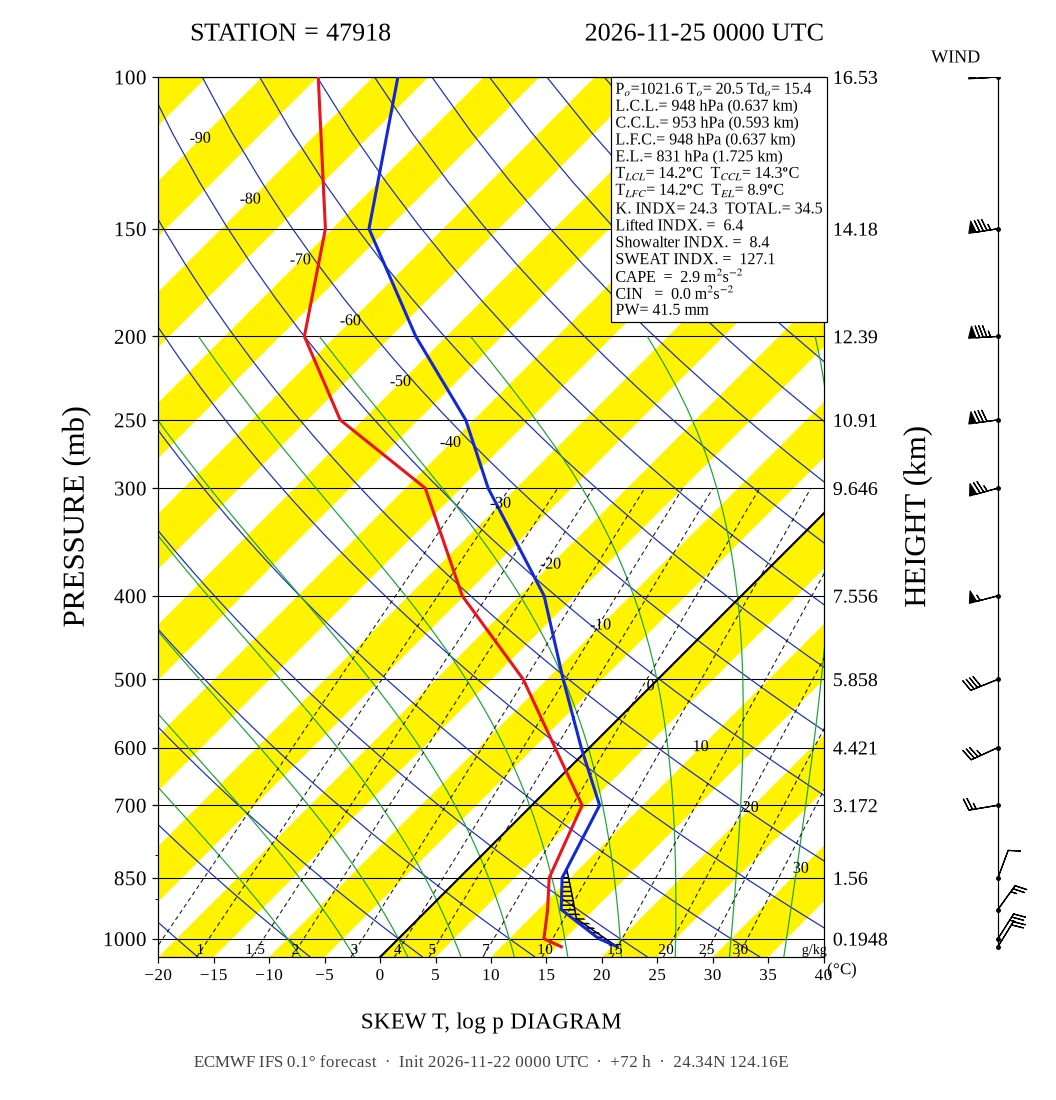 STATION = 47918
2026-11-25 0000 UTC
WIND
P₀=1021.6 T₀= 20.5 Td₀= 15.4
L.C.L.= 948 hPa (0.637 km)
C.C.L.= 953 hPa (0.593 km)
L.F.C.= 948 hPa (0.637 km)
E.L.= 831 hPa (1.725 km)
T_LCL= 14.2°C T_CCL= 14.3°C
T_LFC= 14.2°C T_EL= 8.9°C
K. INDX= 24.3 TOTAL.= 34.5
Lifted INDX. = 6.4
Showalter INDX. = 8.4
SWEAT INDX. = 127.1
CAPE = 2.9 m²s⁻²
CIN = 0.0 m²s⁻²
PW= 41.5 mm
100 16.53
-90
-80
150 14.18
-70
-60
200 12.39
-50
250 10.91
-40
300 9.646
-30
-20
400 7.556
-10
500 5.858
0
10
600 4.421
700 20 3.172
30
850 1.56
1000 0.1948
1 1.5 2 3 4 5 7 10 15 20 25 30 g/kg
−20 −15 −10 −5 0 5 10 15 20 25 30 35 40 (°C)
PRESSURE (mb)
HEIGHT (km)
SKEW T, log p DIAGRAM
ECMWF IFS 0.1° forecast · Init 2026-11-22 0000 UTC · +72 h · 24.34N 124.16E